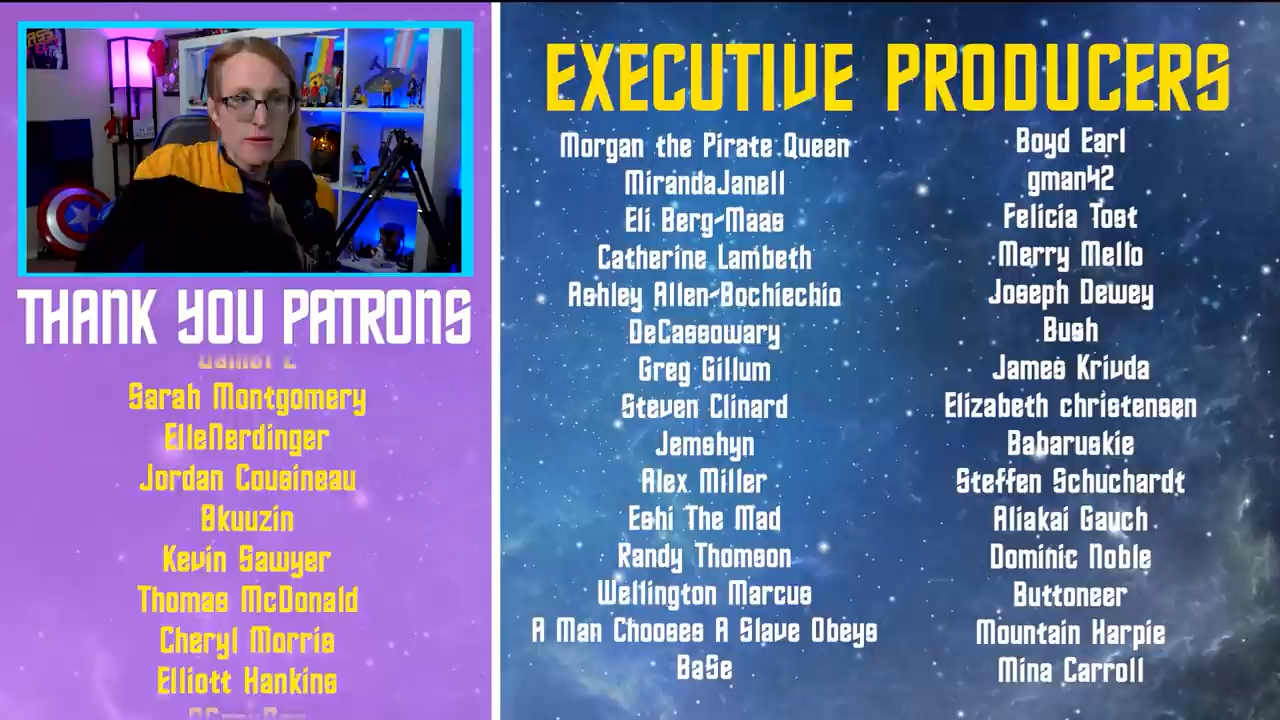 THANK YOU PATRONS
Sarah Montgomery
ElleNerdinger
Jordan Cousineau
Bkuuzin
Kevin Sawyer
Thomas McDonald
Cheryl Morris
Elliott Hankins
EXECUTIVE PRODUCERS
Morgan the Pirate Queen
MirandaJanell
Eli Berg-Maas
Catherine Lambeth
Ashley Allen-Bochiechio
DeCassowary
Greg Gillum
Steven Clinard
Jemshyn
Alex Miller
Eshi The Mad
Randy Thomson
Wellington Marcus
A Man Chooses A Slave Obeys
BaSe
Boyd Earl
gman42
Felicia Tost
Merry Mello
Joseph Dewey
Bush
James Krivda
Elizabeth christensen
Babaruskie
Steffen Schuchardt
Aliakai Gauch
Dominic Noble
Buttoneer
Mountain Harpie
Mina Carroll